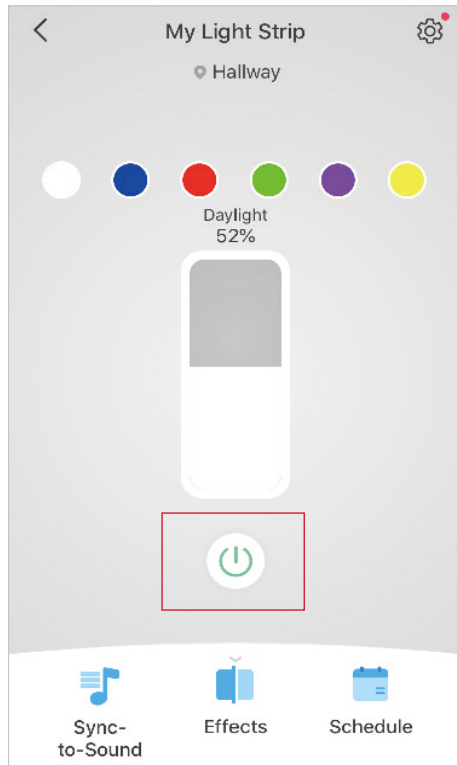 My Light Strip
Hallway
Daylight
52%
Sync-
to-Sound
Effects
Schedule